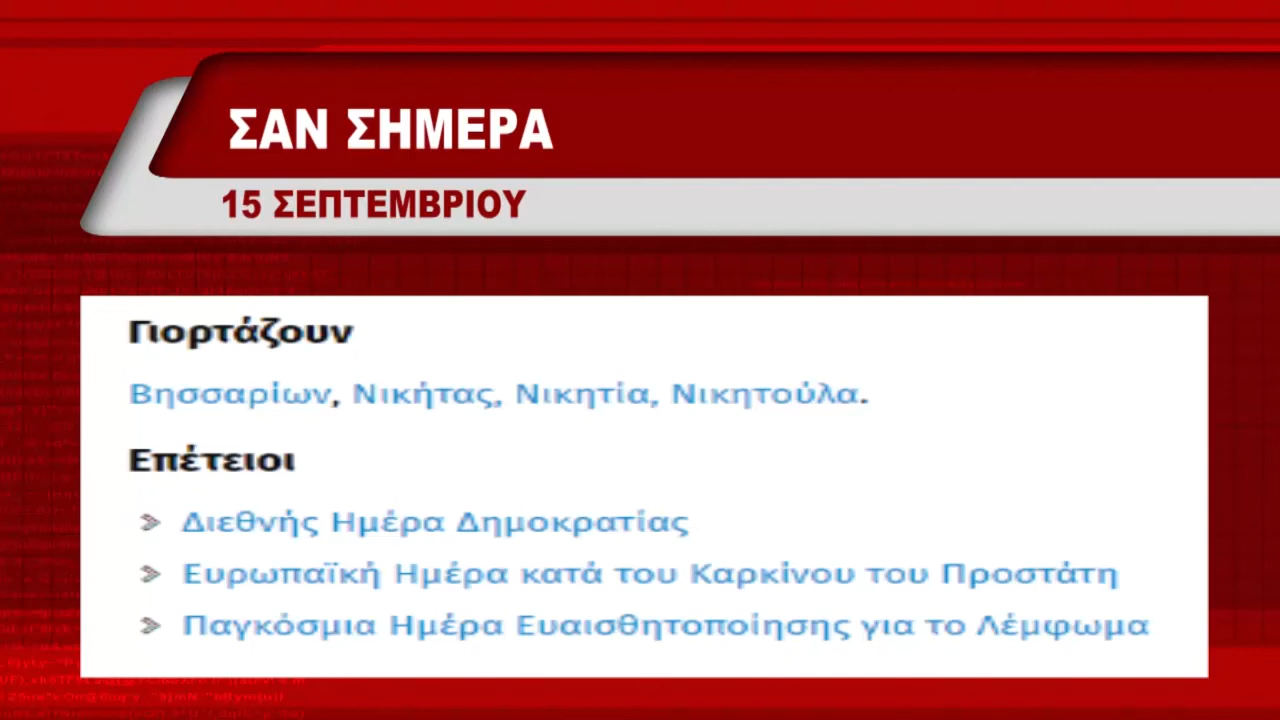 ΣΑΝ ΣΗΜΕΡΑ
15 ΣΕΠΤΕΜΒΡΙΟΥ
Γιορτάζουν
Βησσαρίων, Νικήτας, Νικητία, Νικητούλα.
Επέτειοι
Διεθνής Ημέρα Δημοκρατίας
Ευρωπαϊκή Ημέρα κατά του Καρκίνου του Προστάτη
Παγκόσμια Ημέρα Ευαισθητοποίησης για το Λέμφωμα